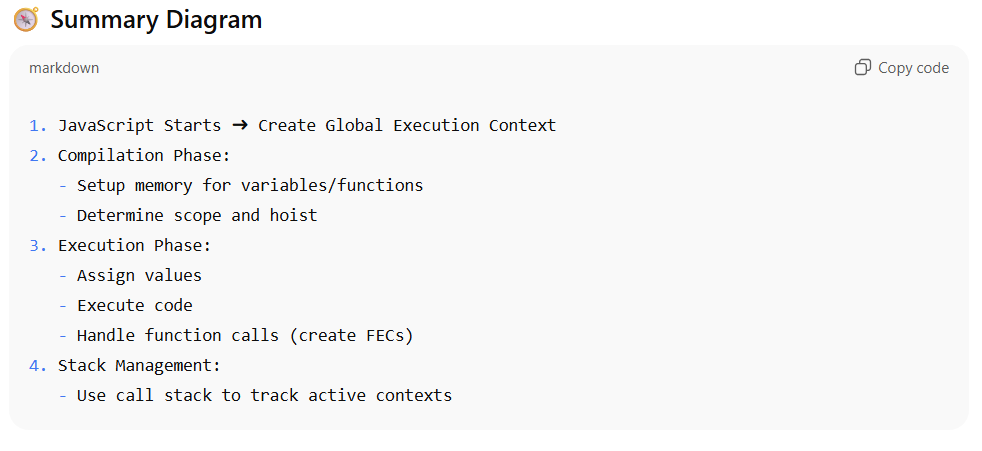 Summary Diagram
markdown
Copy code
1. JavaScript Starts → Create Global Execution Context
2. Compilation Phase:
- Setup memory for variables/functions
- Determine scope and hoist
3. Execution Phase:
- Assign values
- Execute code
- Handle function calls (create FECs)
4. Stack Management:
- Use call stack to track active contexts